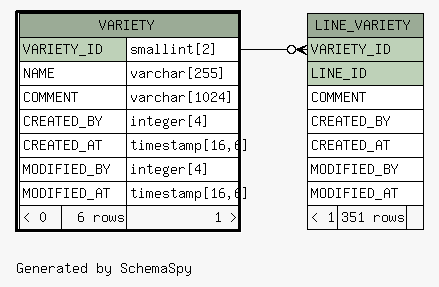 VARIETY
VARIETY_ID smallint[2]
NAME varchar[255]
COMMENT varchar[1024]
CREATED_BY integer[4]
CREATED_AT timestamp[16,6]
MODIFIED_BY integer[4]
MODIFIED_AT timestamp[16,6]
< 0 6 rows 1 >
LINE_VARIETY
VARIETY_ID
LINE_ID
COMMENT
CREATED_BY
CREATED_AT
MODIFIED_BY
MODIFIED_AT
< 1 351 rows
Generated by SchemaSpy